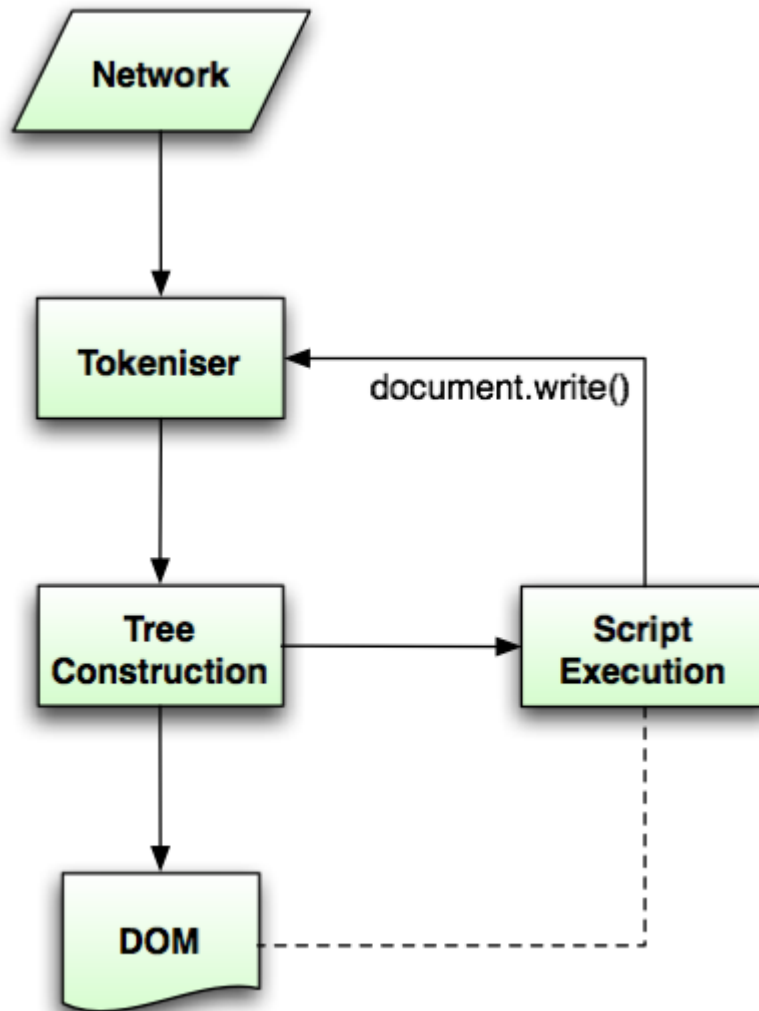 Network
Tokeniser
document.write()
Tree
Construction
Script
Execution
DOM